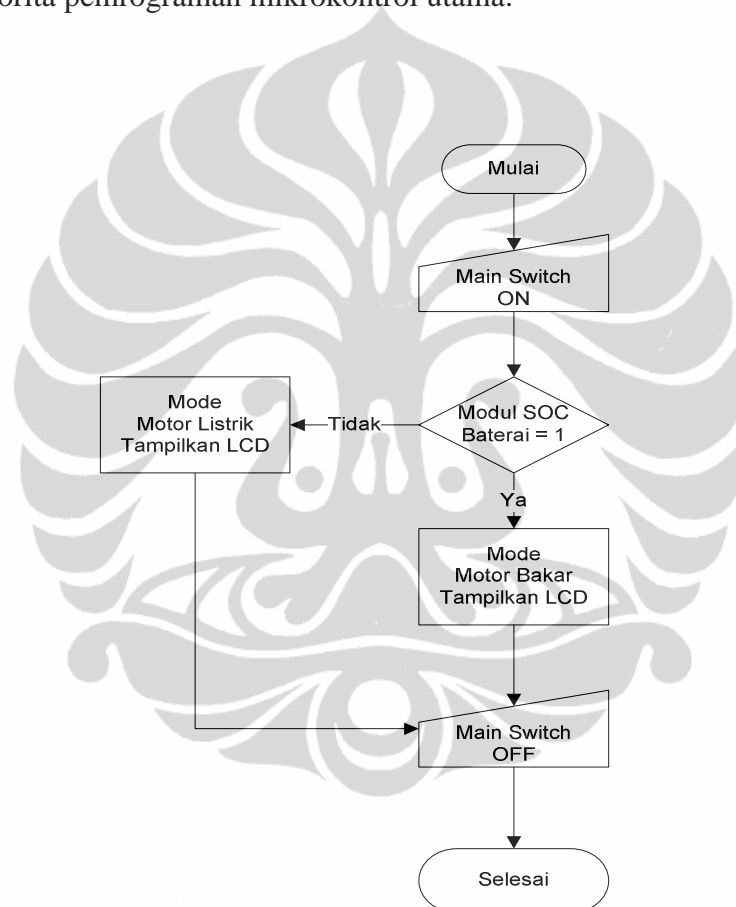 pemrograman mikrokontrol utama.
Mulai
Main Switch
ON
Modul SOC
Baterai = 1
Tidak
Mode
Motor Listrik
Tampilkan LCD
Ya
Mode
Motor Bakar
Tampilkan LCD
Main Switch
OFF
Selesai